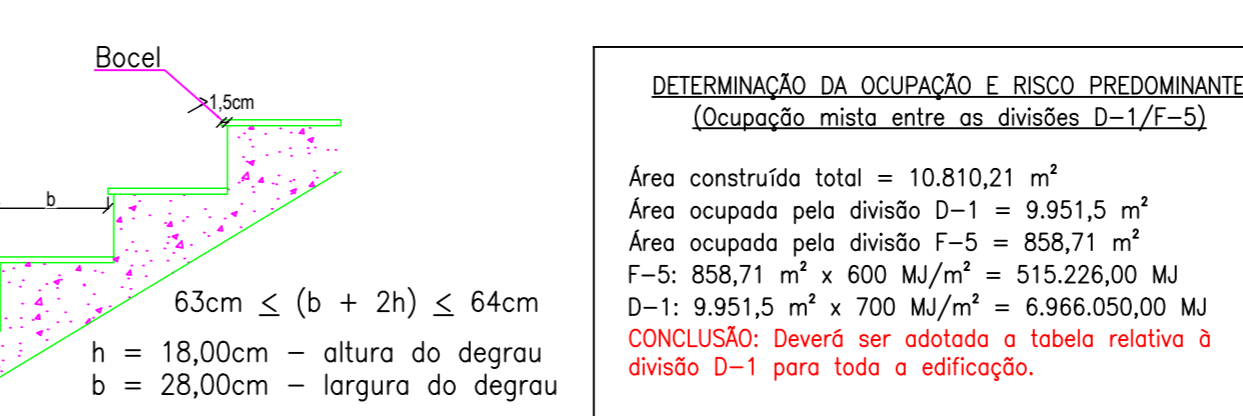 Bocel
1,5cm
b
63cm ≤ (b + 2h) ≤ 64cm
h = 18,00cm – altura do degrau
b = 28,00cm – largura do degrau
DETERMINAÇÃO DA OCUPAÇÃO E RISCO PREDOMINANTE
(Ocupação mista entre as divisões D–1/F–5)
Área construída total = 10.810,21 m²
Área ocupada pela divisão D–1 = 9.951,5 m²
Área ocupada pela divisão F–5 = 858,71 m²
F–5: 858,71 m² x 600 MJ/m² = 515.226,00 MJ
D–1: 9.951,5 m² x 700 MJ/m² = 6.966.050,00 MJ
CONCLUSÃO: Deverá ser adotada a tabela relativa à
divisão D–1 para toda a edificação.